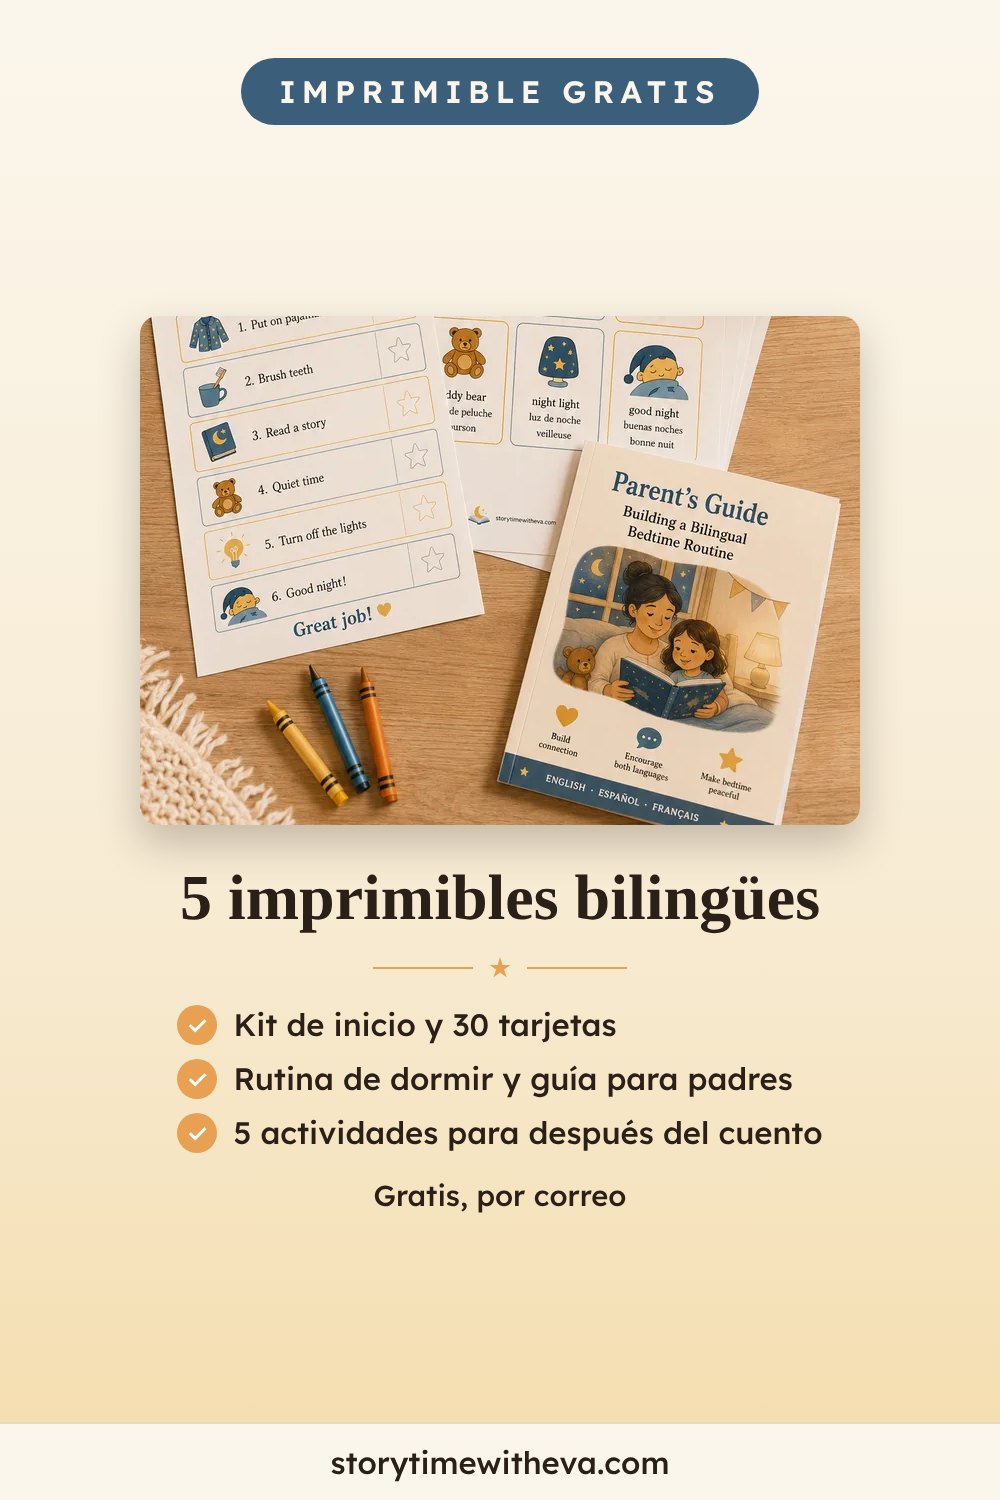 IMPRIMIBLE GRATIS
1. Put on
2. Brush teeth
3. Read a story
4. Quiet time
5. Turn off the lights
6. Good night!
Great job!
bear
de peluche
night light
luz de noche
veilleuse
good night
buenas noches
bonne nuit
storytimewitheva.com
Parent's Guide
Building a Bilingual
Bedtime Routine
Build
connection
Encourage
both languages
Make bedtime
peaceful
ENGLISH · ESPAÑOL · FRANÇAIS
5 imprimibles bilingües
Kit de inicio y 30 tarjetas
Rutina de dormir y guía para padres
5 actividades para después del cuento
Gratis, por correo
storytimewitheva.com